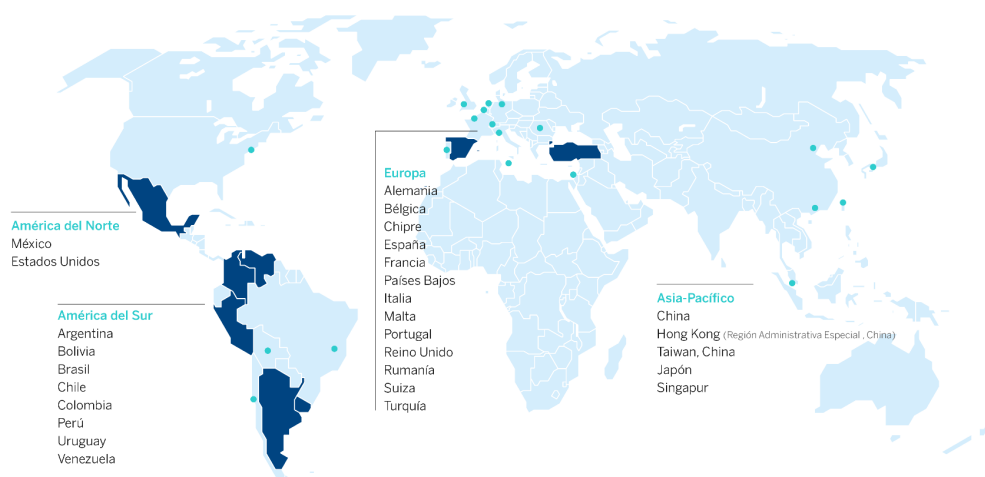 América del Norte
México
Estados Unidos
América del Sur
Argentina
Bolivia
Brasil
Chile
Colombia
Perú
Uruguay
Venezuela
Europa
Alemania
Bélgica
Chipre
España
Francia
Países Bajos
Italia
Malta
Portugal
Reino Unido
Rumanía
Suiza
Turquía
Asia-Pacífico
China
Hong Kong (Región Administrativa Especial , China)
Taiwan, China
Japón
Singapur